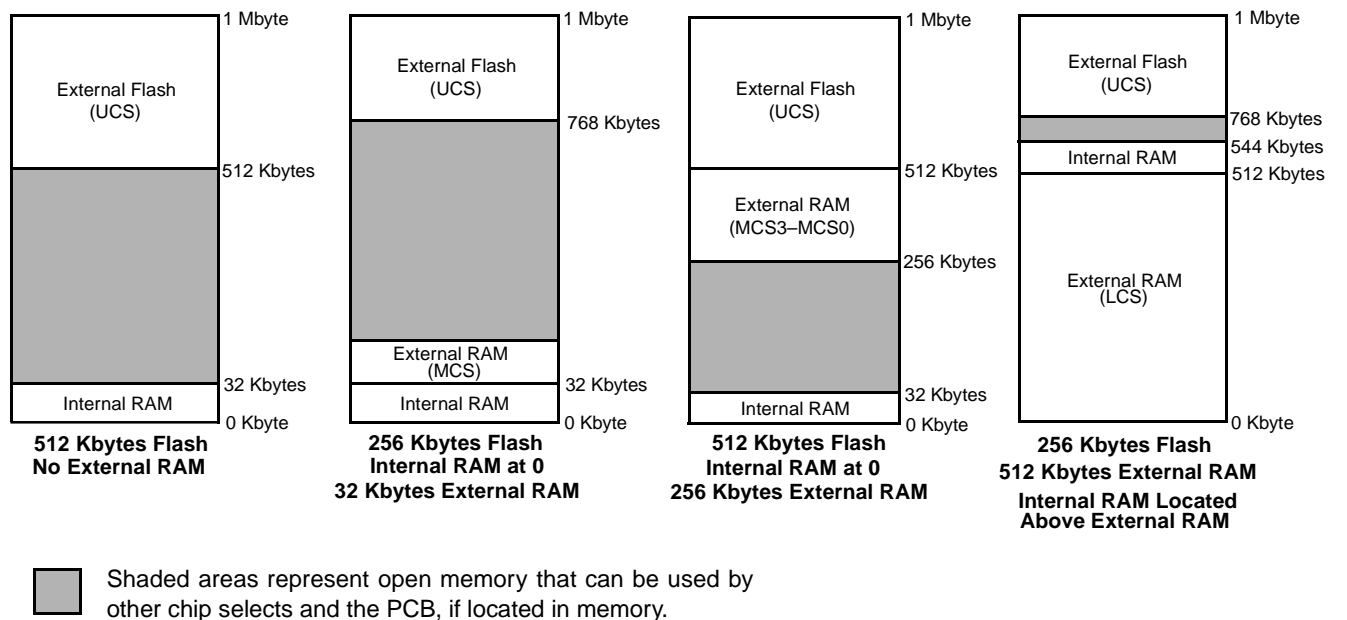 1 Mbyte
External Flash
(UCS)
512 Kbytes
32 Kbytes
Internal RAM
0 Kbyte
512 Kbytes Flash
No External RAM
1 Mbyte
External Flash
(UCS)
768 Kbytes
External RAM
(MCS)
32 Kbytes
Internal RAM
0 Kbyte
256 Kbytes Flash
Internal RAM at 0
32 Kbytes External RAM
1 Mbyte
External Flash
(UCS)
512 Kbytes
External RAM
(MCS3–MCS0)
256 Kbytes
32 Kbytes
Internal RAM
0 Kbyte
512 Kbytes Flash
Internal RAM at 0
256 Kbytes External RAM
1 Mbyte
External Flash
(UCS)
768 Kbytes
544 Kbytes
Internal RAM
512 Kbytes
External RAM
(LCS)
0 Kbyte
256 Kbytes Flash
512 Kbytes External RAM
Internal RAM Located
Above External RAM
Shaded areas represent open memory that can be used by
other chip selects and the PCB, if located in memory.